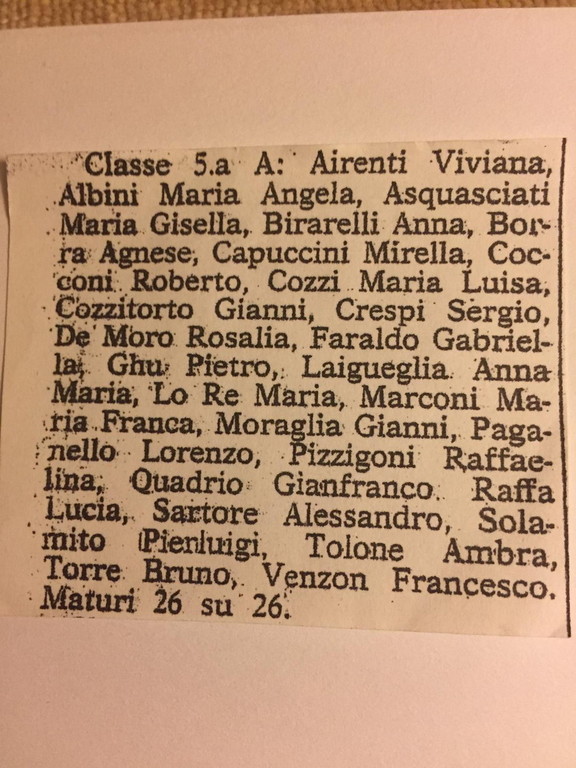 Classe 5.a A: Airenti Viviana,
Albini Maria Angela, Asquasciati
Maria Gisella, Birarelli Anna, Bor-
ra Agnese, Capuccini Mirella, Coc-
coni Roberto, Cozzi Maria Luisa,
Cozzitorto Gianni, Crespi Sergio,
De Moro Rosalia, Faraldo Gabriel-
la, Ghu Pietro, Laigueglia Anna
Maria, Lo Re Maria, Marconi Ma-
ria Franca, Moraglia Gianni, Paga-
nello Lorenzo, Pizzigoni Raffae-
lina, Quadrio Gianfranco. Raffa
Lucia, Sartore Alessandro, Sola-
mito Pierluigi, Tolone Ambra,
Torre Bruno, Venzon Francesco.
Maturi 26 su 26.